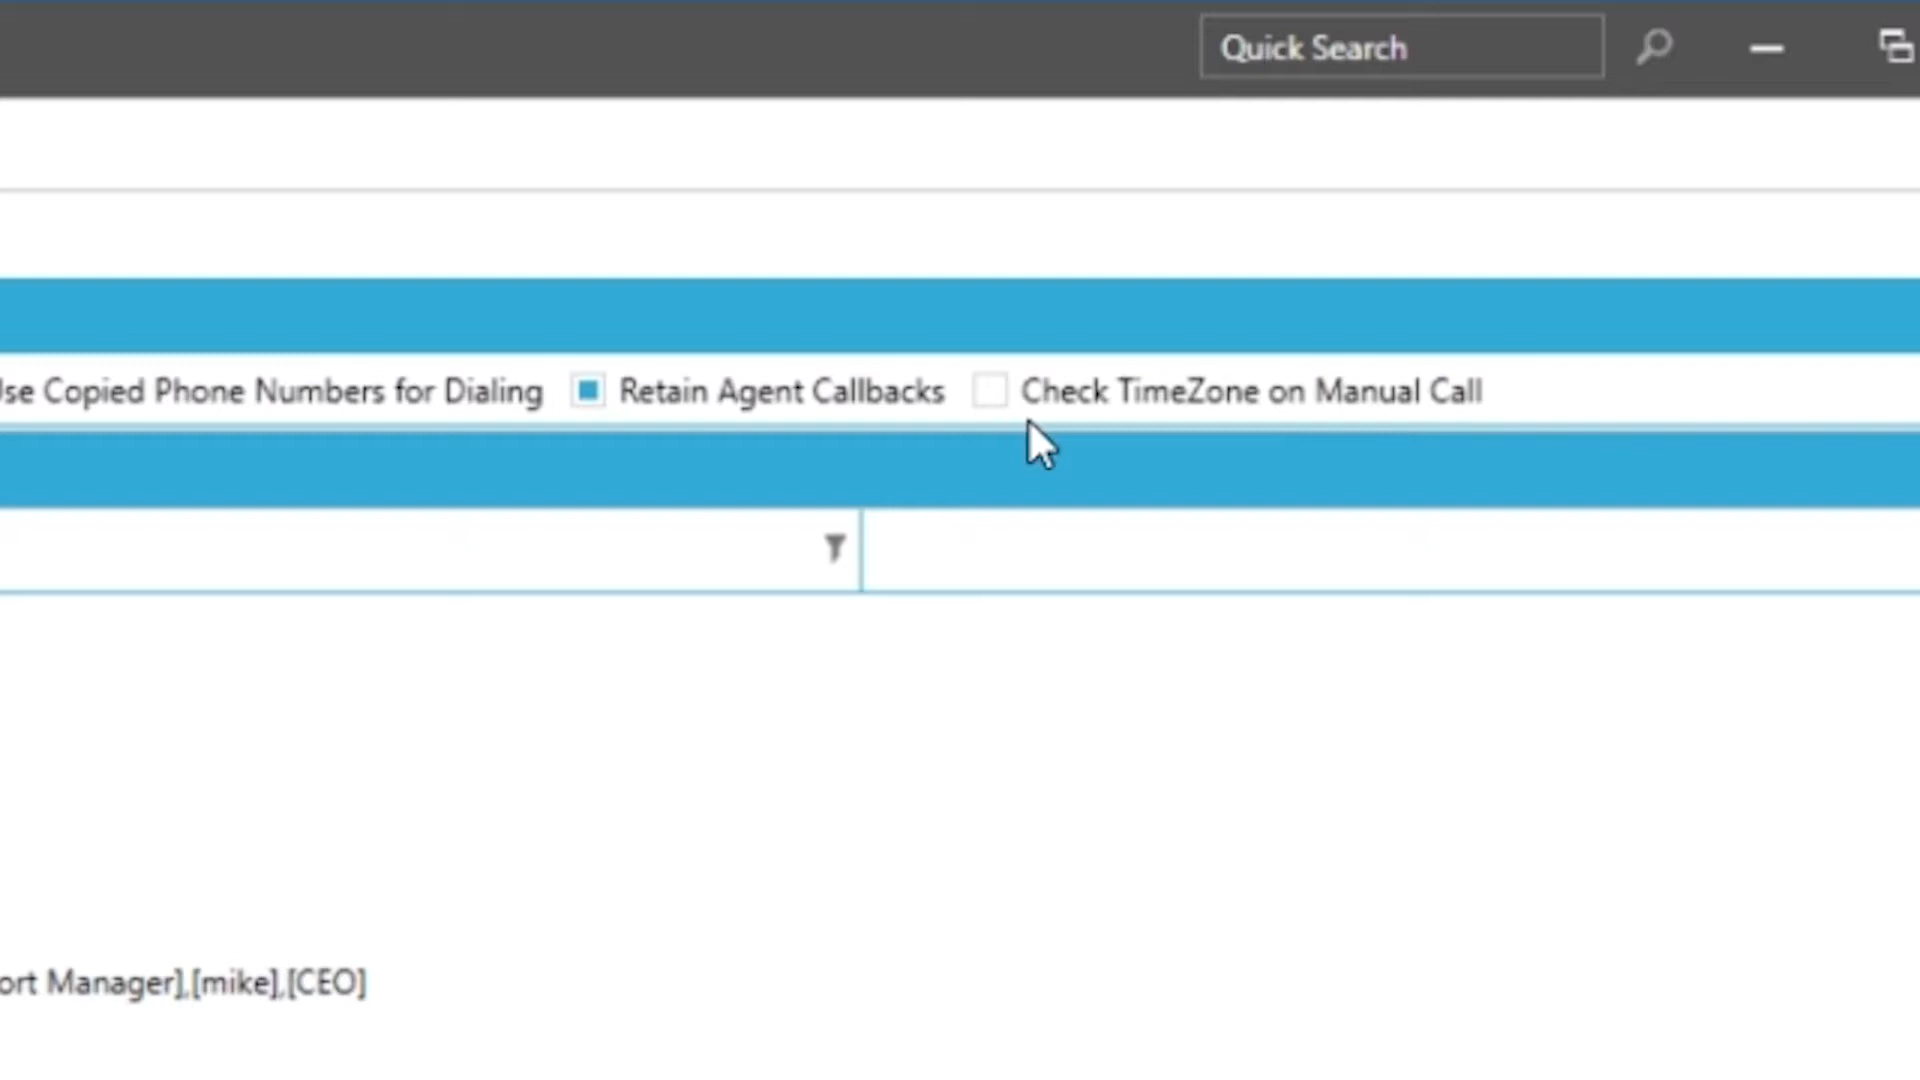 Quick Search
Use Copied Phone Numbers for Dialing Retain Agent Callbacks Check TimeZone on Manual Call
ort Manager],[mike],[CEO]